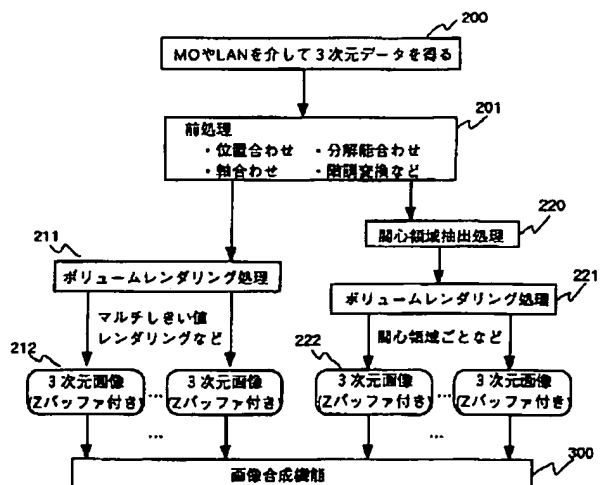 200
MOやLANを介して3次元データを得る
201
前処理
・位置合わせ ・分解能合わせ
・軸合わせ ・階調変換など
220
関心領域抽出処理
211
ボリュームレンダリング処理
221
ボリュームレンダリング処理
マルチしきい値
レンダリングなど
関心領域ごとなど
212
222
3次元画像
(Zバッファ付き)
...
3次元画像
(Zバッファ付き)
3次元画像
(Zバッファ付き)
...
3次元画像
(Zバッファ付き)
...
...
300
画像合成機能